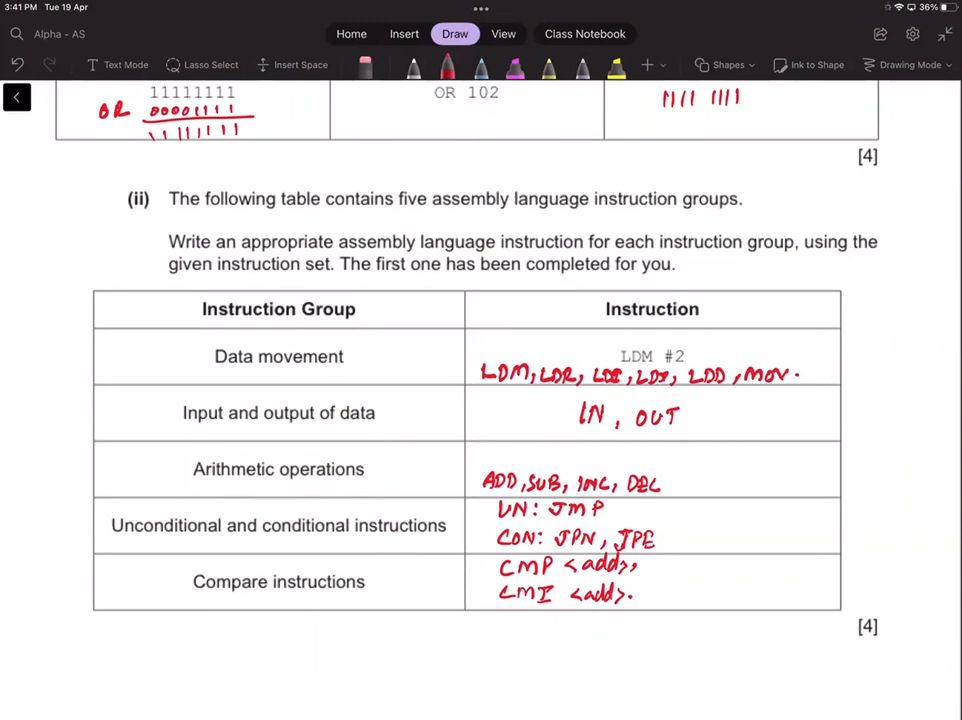 3:41 PM Tue 19 Apr
36%
Alpha - AS
Home Insert Draw View Class Notebook
Text Mode Lasso Select Insert Space Shapes Ink to Shape Drawing Mode
11111111
OR 00001111
11111111
OR 102
1111 1111
[4]
(ii) The following table contains five assembly language instruction groups.
Write an appropriate assembly language instruction for each instruction group, using the
given instruction set. The first one has been completed for you.
Instruction Group Instruction
Data movement LDM #2
LDM, LDR, LDI, LDX, LDD, MOV.
Input and output of data IN, OUT
Arithmetic operations
ADD, SUB, INC, DEC
UN: JMP
Unconditional and conditional instructions
CON: JPN, JPE
CMP <add>,
Compare instructions
CMI <add>.
[4]